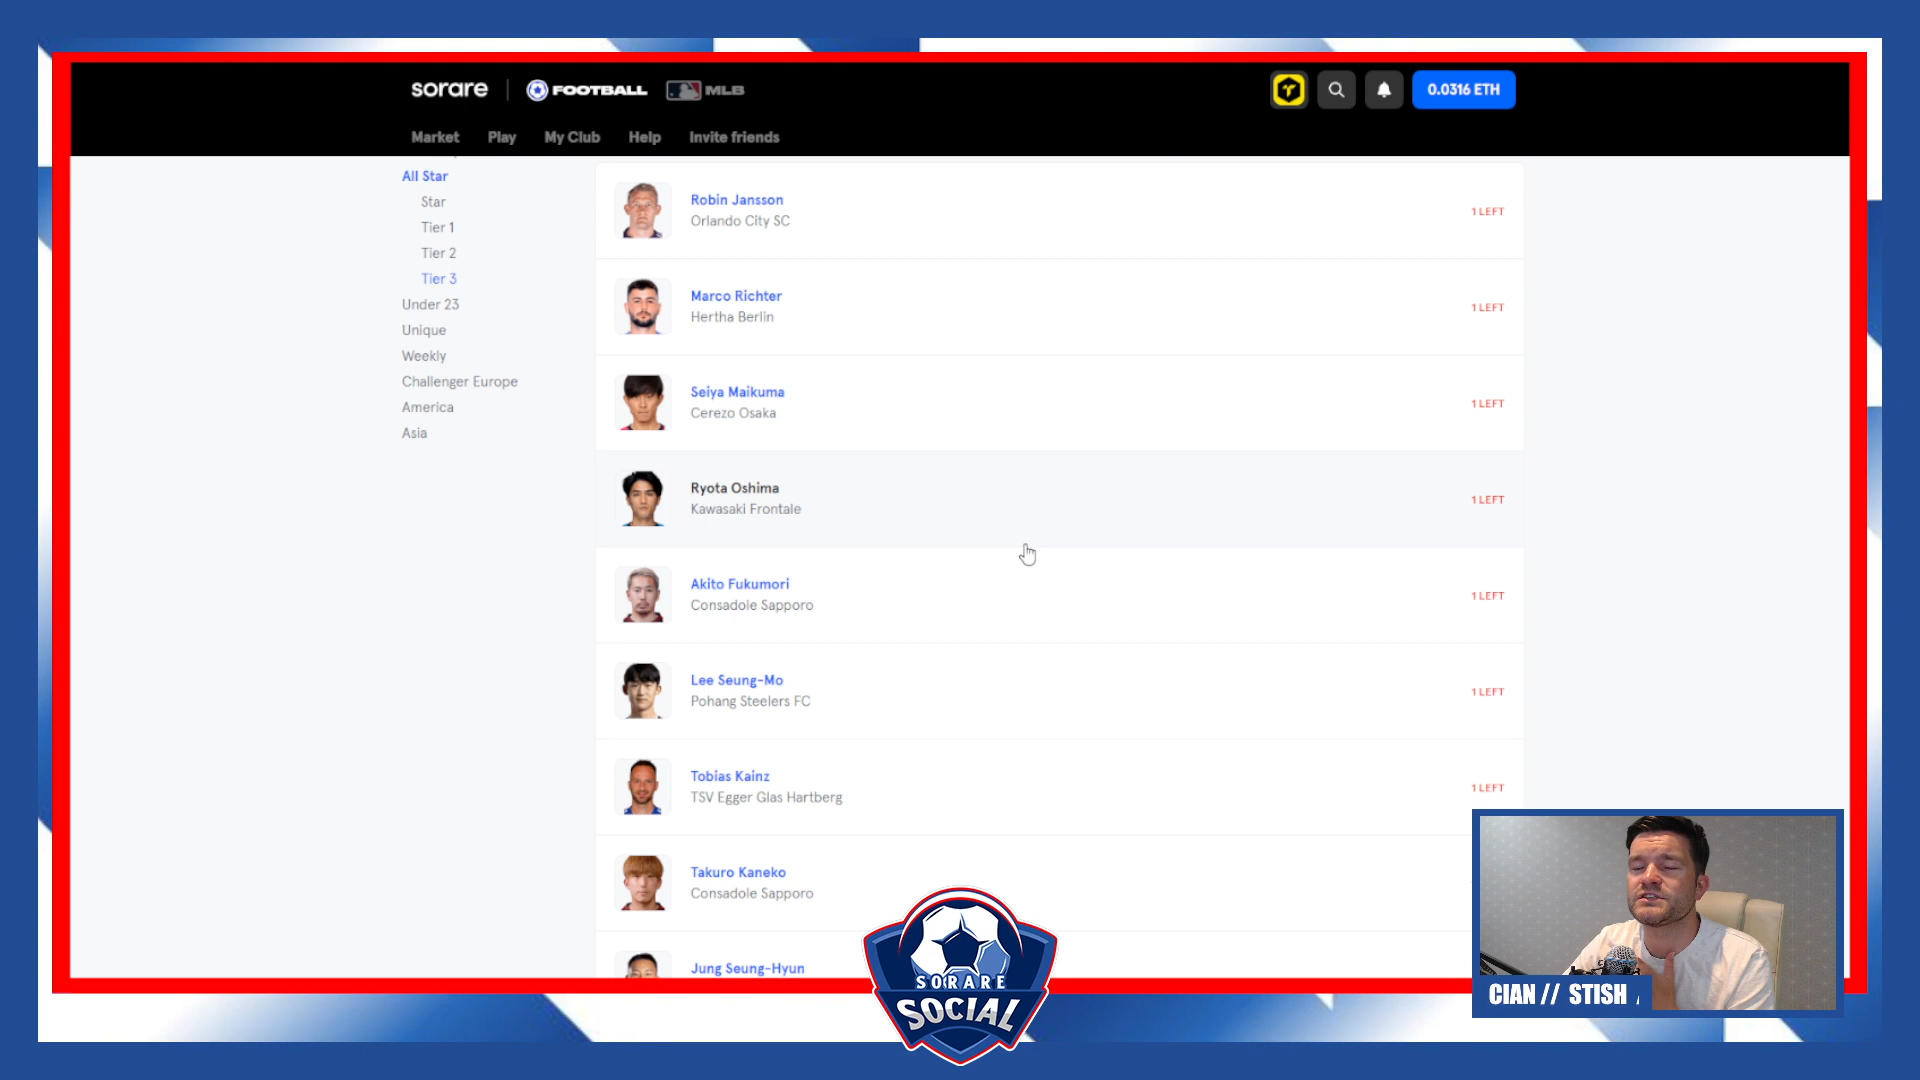 sorare
FOOTBALL
MLB
0.0316 ETH
Market
Play
My Club
Help
Invite friends
All Star
Star
Tier 1
Tier 2
Tier 3
Under 23
Unique
Weekly
Challenger Europe
America
Asia
Robin Jansson
Orlando City SC
1 LEFT
Marco Richter
Hertha Berlin
1 LEFT
Seiya Maikuma
Cerezo Osaka
1 LEFT
Ryota Oshima
Kawasaki Frontale
1 LEFT
Akito Fukumori
Consadole Sapporo
1 LEFT
Lee Seung-Mo
Pohang Steelers FC
1 LEFT
Tobias Kainz
TSV Egger Glas Hartberg
1 LEFT
Takuro Kaneko
Consadole Sapporo
Jung Seung-Hyun
SORARE
SOCIAL
CIAN // STISH /